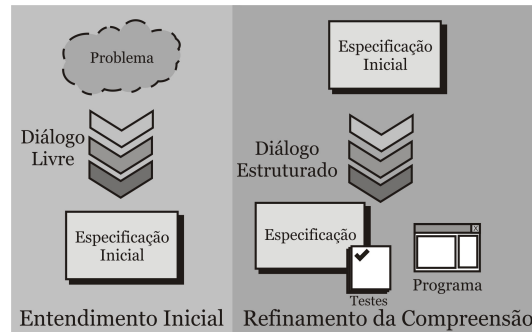 Problema
Diálogo
Livre
Especificação
Inicial
Entendimento Inicial
Especificação
Inicial
Diálogo
Estruturado
Especificação
Testes
X
Programa
Refinamento da Compreensão